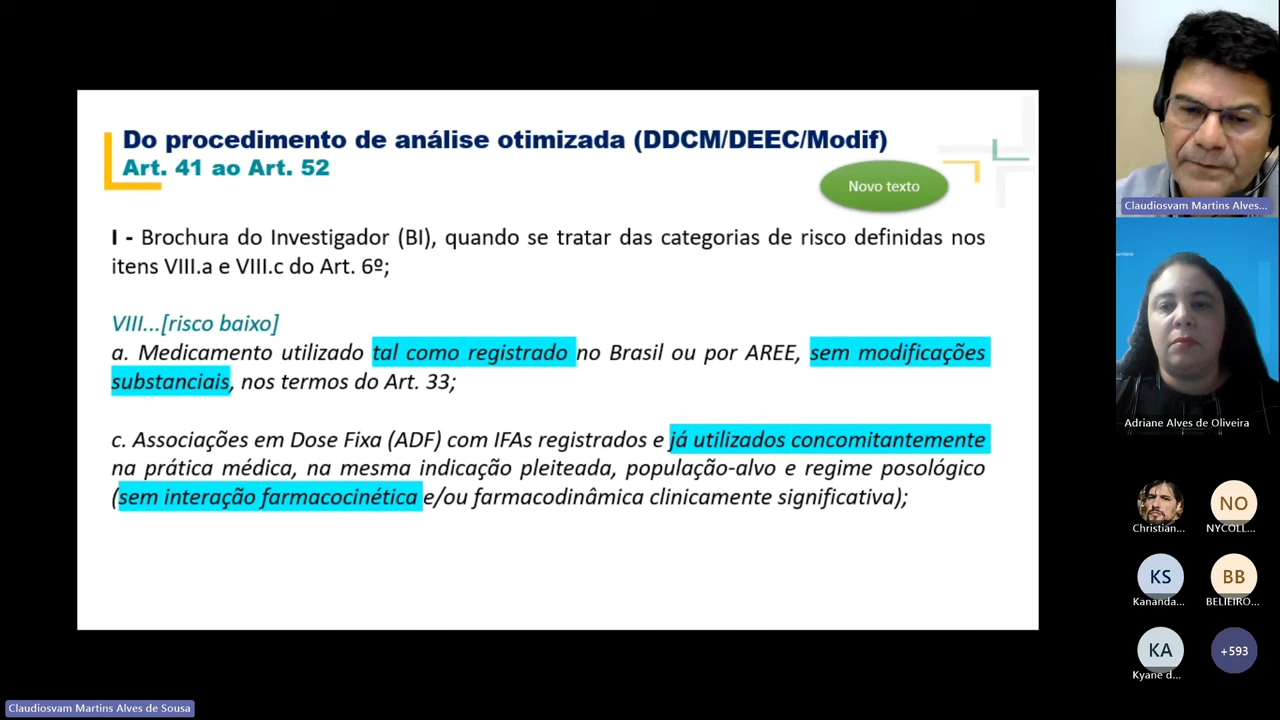 Do procedimento de análise otimizada (DDCM/DEEC/Modif)
Art. 41 ao Art. 52
Novo texto
I - Brochura do Investigador (BI), quando se tratar das categorias de risco definidas nos
itens VIII.a e VIII.c do Art. 6º;
VIII...[risco baixo]
a. Medicamento utilizado tal como registrado no Brasil ou por AREE, sem modificações
substanciais, nos termos do Art. 33;
c. Associações em Dose Fixa (ADF) com IFAs registrados e já utilizados concomitantemente
na prática médica, na mesma indicação pleiteada, população-alvo e regime posológico
(sem interação farmacocinética e/ou farmacodinâmica clinicamente significativa);
Claudiosvam Martins Alves...
Adriane Alves de Oliveira
Christian...
NO
NYCOLL...
KS
Kananda...
BB
BELIEIRO...
KA
Kyane d...
+593
Claudiosvam Martins Alves de Sousa